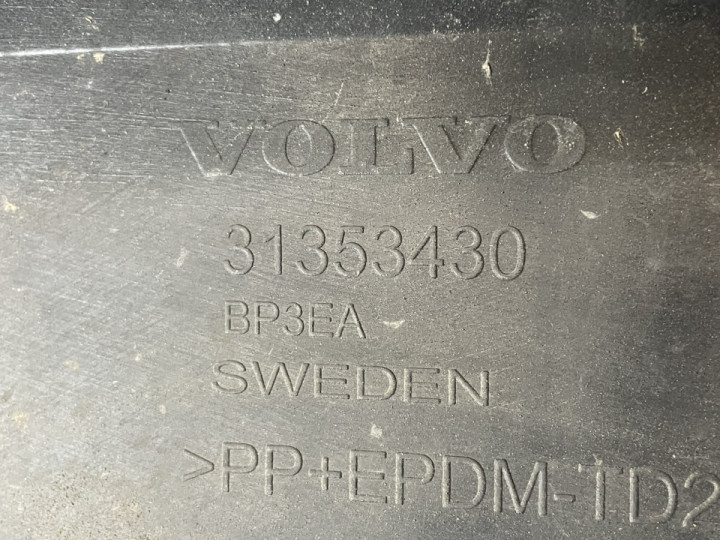 VOLVO
31353430
BP3EA
SWEDEN
>PP+EPDM-TD2